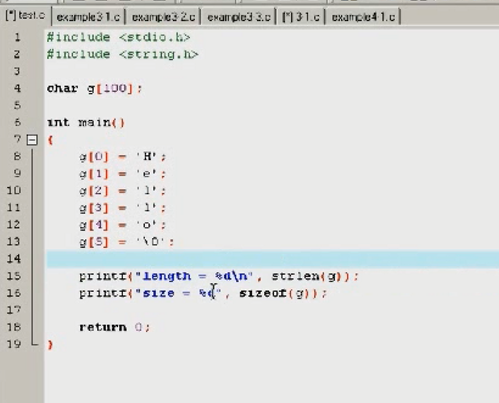 [*] test.c example3-1.c example3-2.c example3-3.c [*] 3-1.c example4-1.c
1 #include <stdio.h>
2 #include <string.h>
3
4 char g[100];
5
6 int main()
7 {
8 g[0] = 'H';
9 g[1] = 'e';
10 g[2] = 'l';
11 g[3] = 'l';
12 g[4] = 'o';
13 g[5] = '\0';
14
15 printf("length = %d\n", strlen(g));
16 printf("size = %d", sizeof(g));
17
18 return 0;
19 }